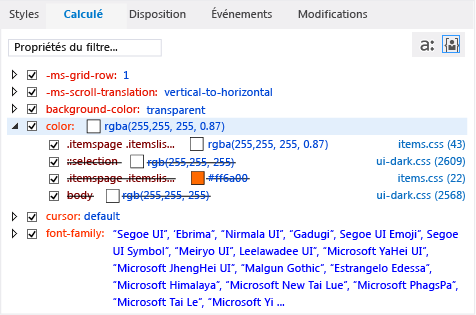 Styles Calculé Disposition Événements Modifications
Propriétés du filtre... a:
-ms-grid-row: 1
-ms-scroll-translation: vertical-to-horizontal
background-color: transparent
color: rgba(255,255, 255, 0.87)
.itemspage .itemslis... rgba(255,255, 255, 0.87) items.css (43)
::selection rgb(255,255, 255) ui-dark.css (2609)
.itemspage .itemslis... #ff6a00 items.css (22)
body rgb(255,255, 255) ui-dark.css (2568)
cursor: default
font-family: "Segoe UI", 'Ebrima", "Nirmala UI", "Gadugi", Segoe UI Emoji", Segoe
UI Symbol", "Meiryo UI", Leelawadee UI", "Microsoft YaHei UI",
"Microsoft JhengHei UI", "Malgun Gothic", "Estrangelo Edessa",
"Microsoft Himalaya", "Microsoft New Tai Lue", "Microsoft PhagsPa",
"Microsoft Tai Le", "Microsoft Yi ...